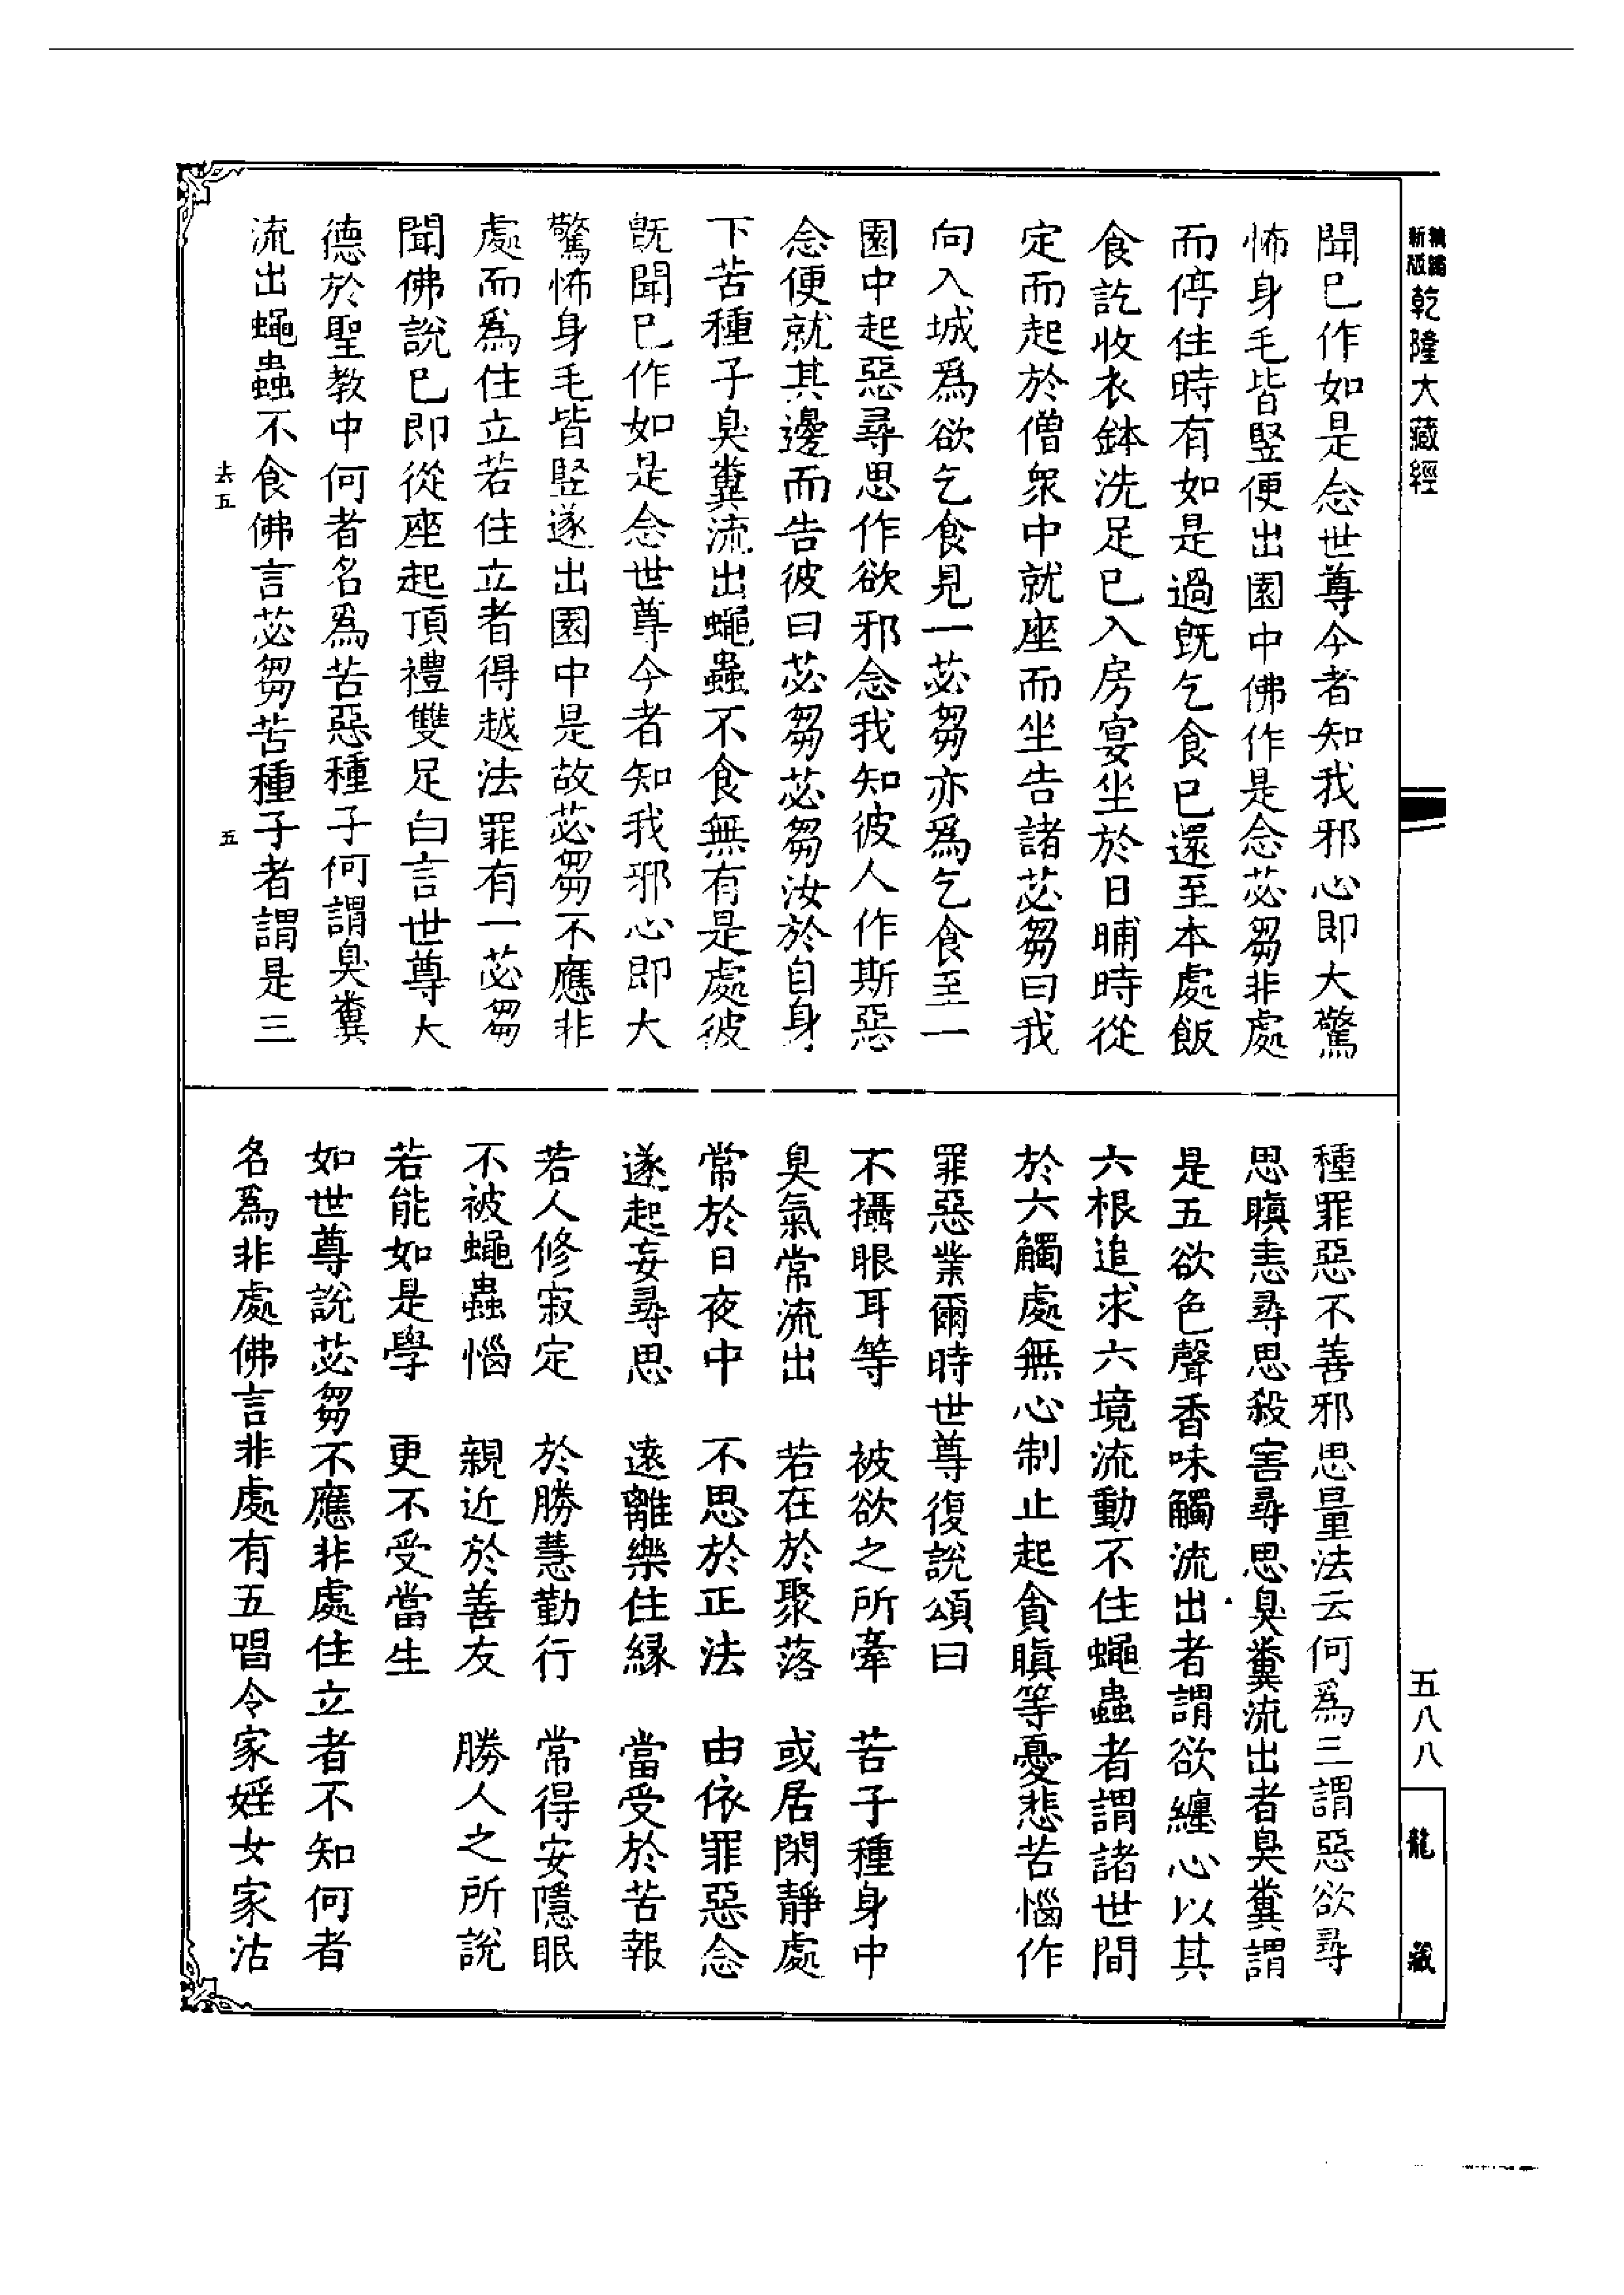 新版
乾隆大藏經
聞已作如是念世尊今者知我邪心即大驚
怖身毛皆竪便出園中佛作是念苾芻非處
而停住時有如是過既乞食已還至本處飯
食訖收衣鉢洗足已入房宴坐於日晡時從
定而起於僧衆中就座而坐告諸苾芻曰我
向入城爲欲乞食見一苾芻亦爲乞食至一
園中起惡尋思作欲邪念我知彼人作斯惡
念便就其邊而告彼曰苾芻苾芻汝於自身
下苦種子臭糞流出蠅蟲不食無有是處彼
既聞已作如是念世尊今者知我邪心即大
驚怖身毛皆竪遂出園中是故苾芻不應非
處而爲住立若住立者得越法罪有一苾芻
聞佛說已即從座起頂禮雙足白言世尊大
德於聖教中何者名爲苦惡種子何謂臭糞
流出蠅蟲不食佛言苾芻苦種子者謂是三
去五
五
種罪惡不善邪思量法云何爲三謂惡欲尋
思瞋恚尋思殺害尋思臭糞流出者臭糞謂
是五欲色聲香味觸流出者謂欲纏心以其
六根追求六境流動不住蠅蟲者謂諸世間
於六觸處無心制止起貪瞋等憂悲苦惱作
罪惡業爾時世尊復說頌曰
不攝眼耳等　被欲之所牽　苦子種身中
臭氣常流出　若在於聚落　或居閑靜處
常於日夜中　不思於正法　由依罪惡念
遂起妄尋思　遠離樂住緣　當受於苦報
若人修寂定　於勝慧勤行　常得安隱眠
不被蠅蟲惱　親近於善友　勝人之所說
若能如是學　更不受當生
如世尊說苾芻不應非處住立者不知何者
名爲非處佛言非處有五唱令家婬女家沽
五八八
龍藏